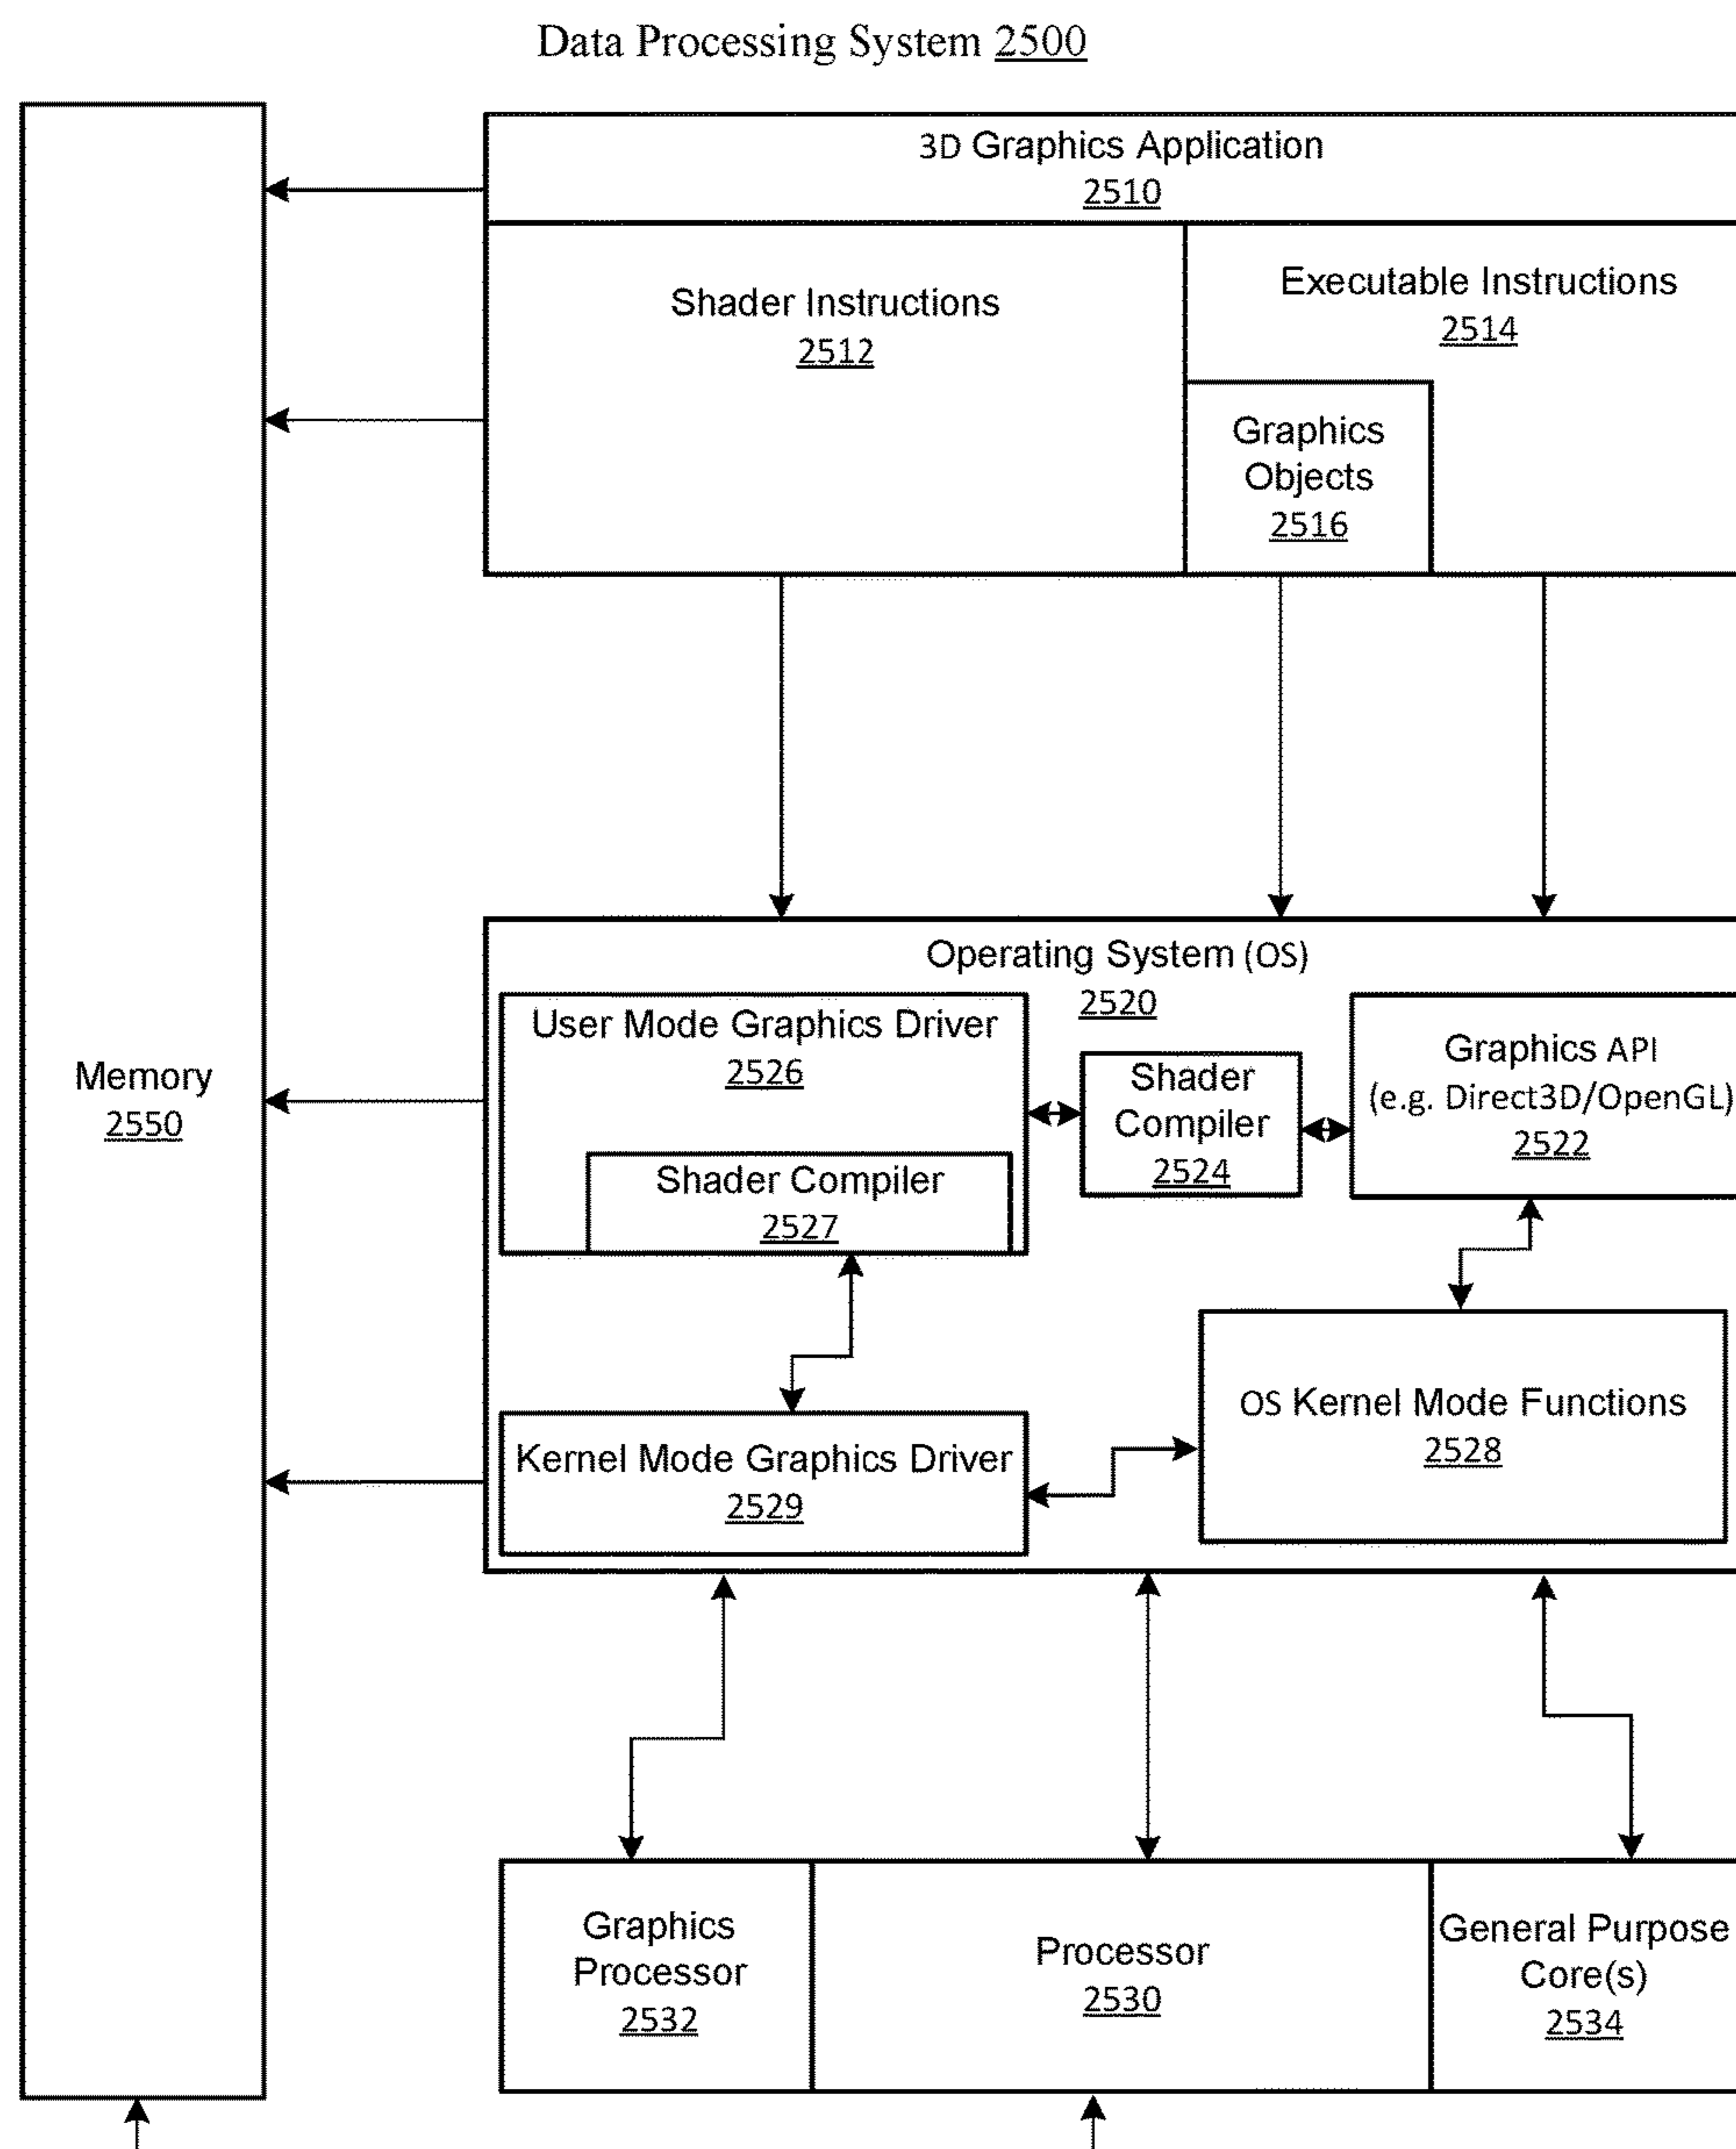 Data Processing System 2500
3D Graphics Application
2510
Shader Instructions
2512
Executable Instructions
2514
Graphics
Objects
2516
Memory
2550
Operating System (OS)
2520
User Mode Graphics Driver
2526
Shader Compiler
2527
Shader
Compiler
2524
Graphics API
(e.g. Direct3D/OpenGL)
2522
Kernel Mode Graphics Driver
2529
OS Kernel Mode Functions
2528
Graphics
Processor
2532
Processor
2530
General Purpose
Core(s)
2534